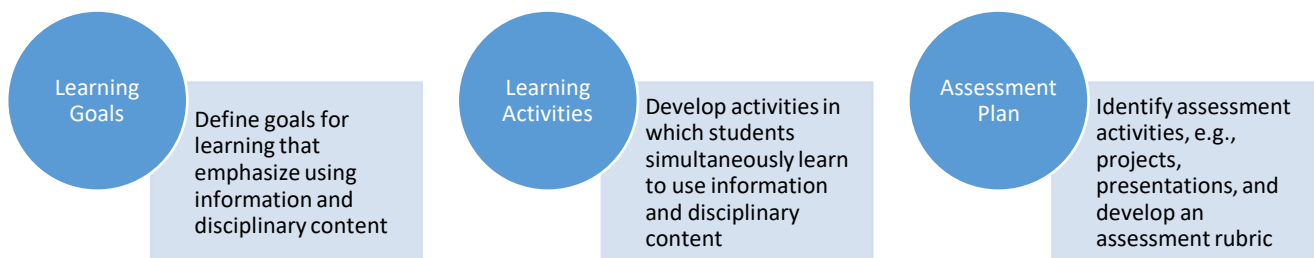 Learning
Goals
Define goals for
learning that
emphasize using
information and
disciplinary content
Learning
Activities
Develop activities in
which students
simultaneously learn
to use information
and disciplinary
content
Assessment
Plan
Identify assessment
activities, e.g.,
projects,
presentations, and
develop an
assessment rubric